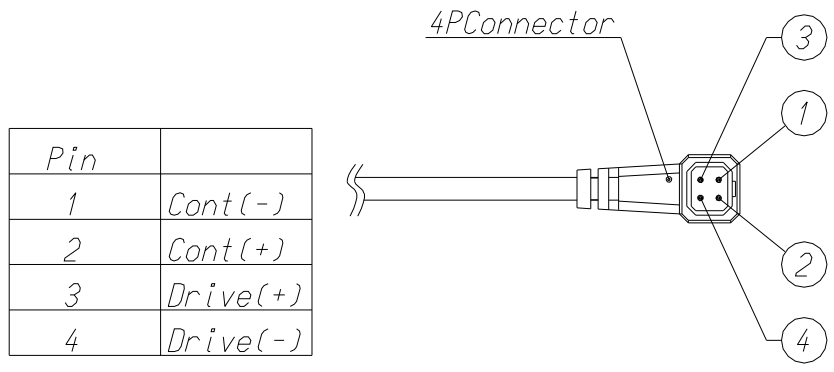 4PConnector
3
1
Pin
1 Cont(-)
2 Cont(+)
3 Drive(+)
4 Drive(-)
2
4